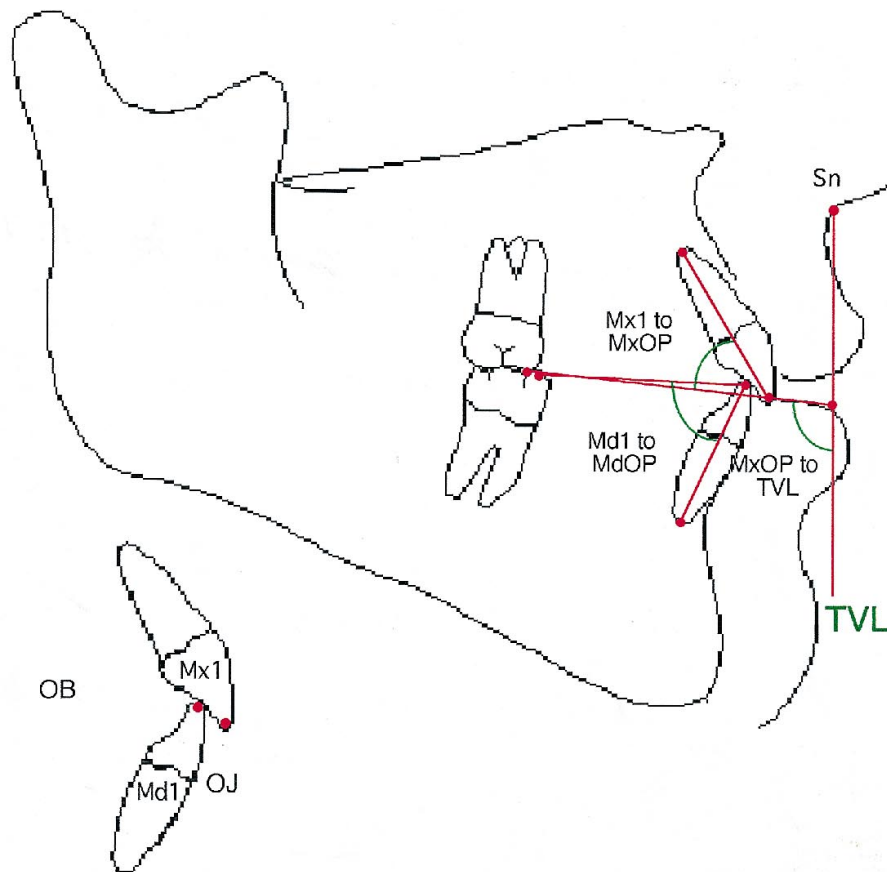 Sn
Mx1 to
MxOP
Md1 to
MdOP
MxOP to
TVL
TVL
Mx1
OB
OJ
Md1